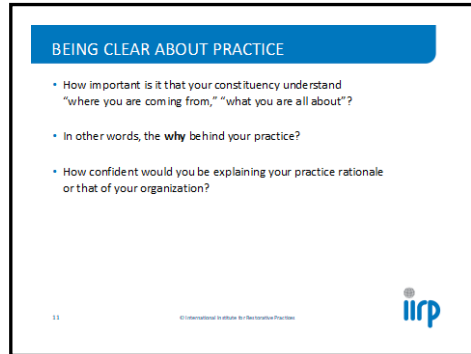 BEING CLEAR ABOUT PRACTICE
• How important is it that your constituency understand
“where you are coming from,” “what you are all about”?
• In other words, the why behind your practice?
• How confident would you be explaining your practice rationale
or that of your organization?
11
© International Institute for Restorative Practices
iirp